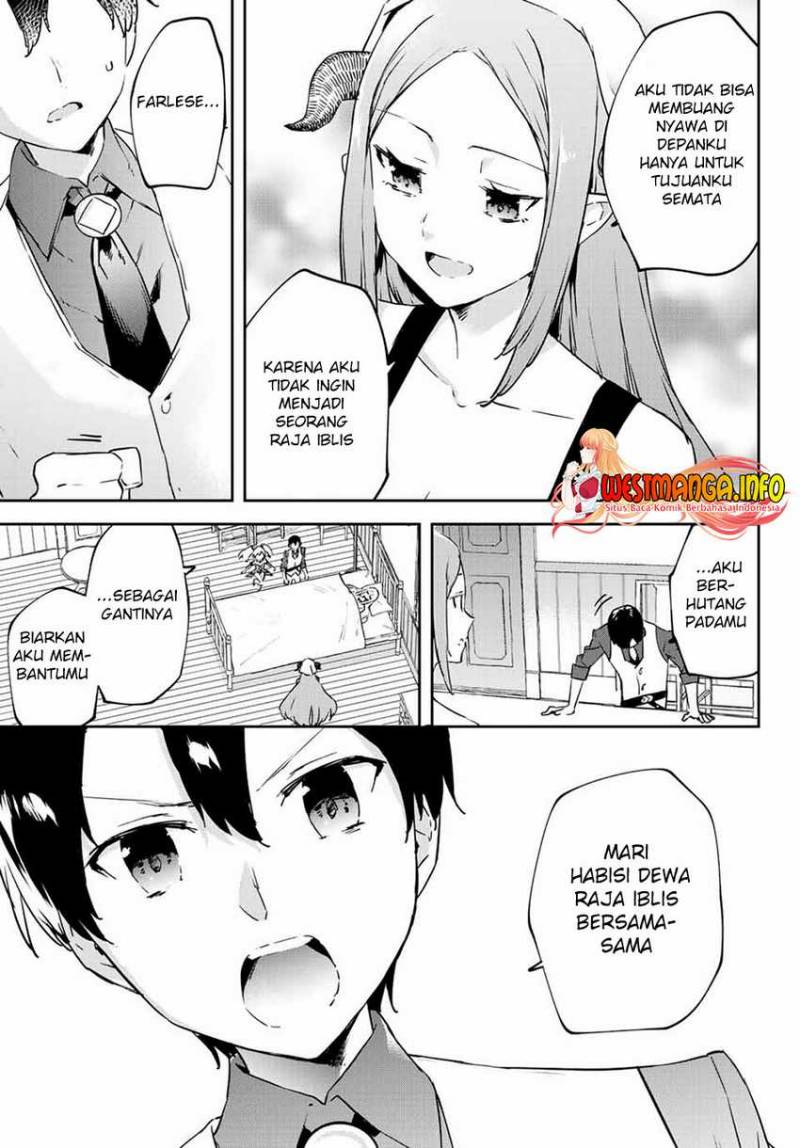 AKU TIDAK BISA
MEMBUANG
NYAWA DI
DEPANKU
HANYA UNTUK
TUJUANKU
SEMATA
KARENA AKU
TIDAK INGIN
MENJADI
SEORANG
RAJA IBLIS
FARLESE...
WESTMANGA.INFO
Situs Baca Komik Berbahasa Indonesia
...AKU
BER-
HUTANG
PADAMU
...SEBAGAI
GANTINYA
BIARKAN
AKU MEM-
BANTUMU
MARI
HABISI DEWA
RAJA IBLIS
BERSAMA-
SAMA